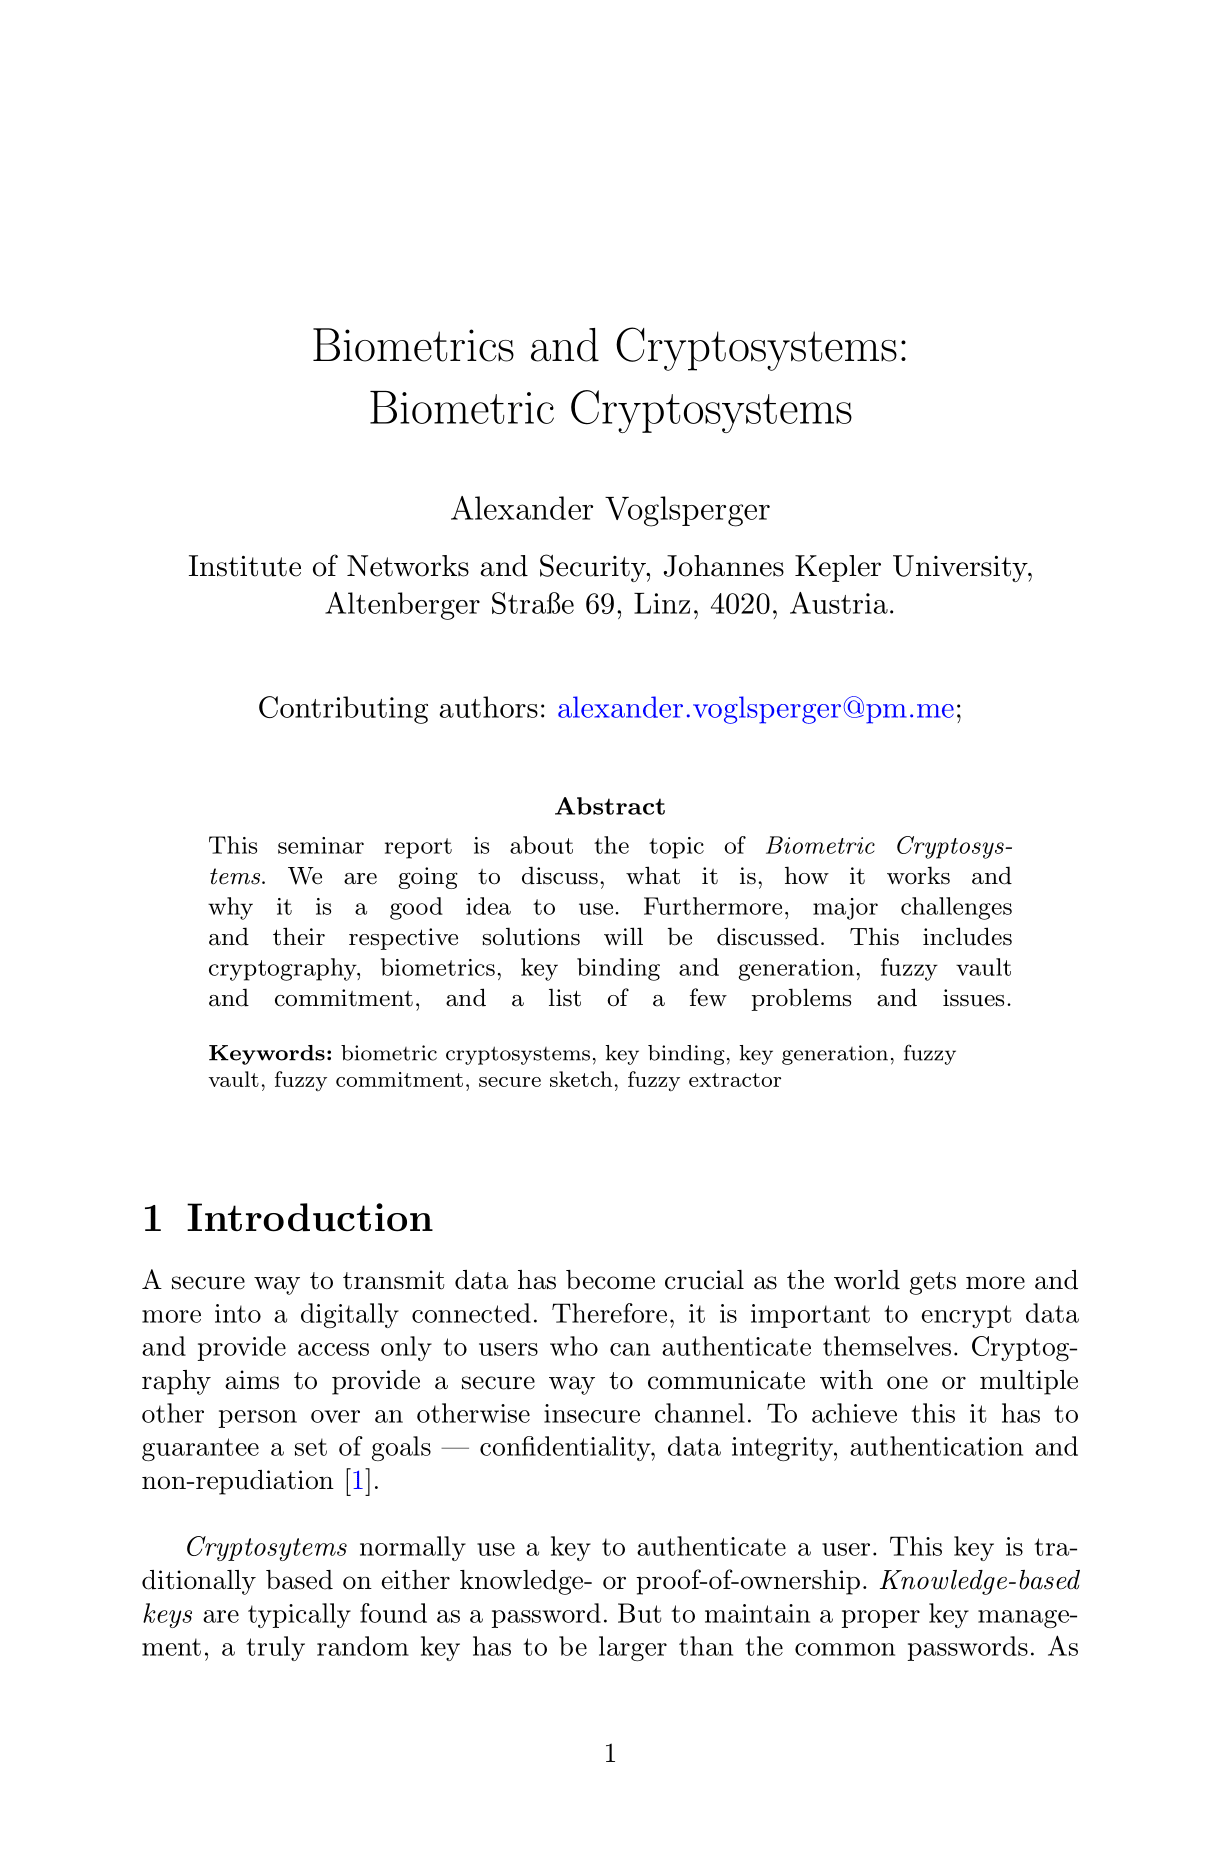 Biometrics and Cryptosystems:
Biometric Cryptosystems
Alexander Voglsperger
Institute of Networks and Security, Johannes Kepler University,
Altenberger Straße 69, Linz, 4020, Austria.
Contributing authors: alexander.voglsperger@pm.me;
Abstract
This seminar report is about the topic of Biometric Cryptosys-
tems. We are going to discuss, what it is, how it works and
why it is a good idea to use. Furthermore, major challenges
and their respective solutions will be discussed. This includes
cryptography, biometrics, key binding and generation, fuzzy vault
and commitment, and a list of a few problems and issues.
Keywords: biometric cryptosystems, key binding, key generation, fuzzy
vault, fuzzy commitment, secure sketch, fuzzy extractor
1 Introduction
A secure way to transmit data has become crucial as the world gets more and
more into a digitally connected. Therefore, it is important to encrypt data
and provide access only to users who can authenticate themselves. Cryptog-
raphy aims to provide a secure way to communicate with one or multiple
other person over an otherwise insecure channel. To achieve this it has to
guarantee a set of goals — confidentiality, data integrity, authentication and
non-repudiation [1].
Cryptosytems normally use a key to authenticate a user. This key is tra-
ditionally based on either knowledge- or proof-of-ownership. Knowledge-based
keys are typically found as a password. But to maintain a proper key manage-
ment, a truly random key has to be larger than the common passwords. As
1